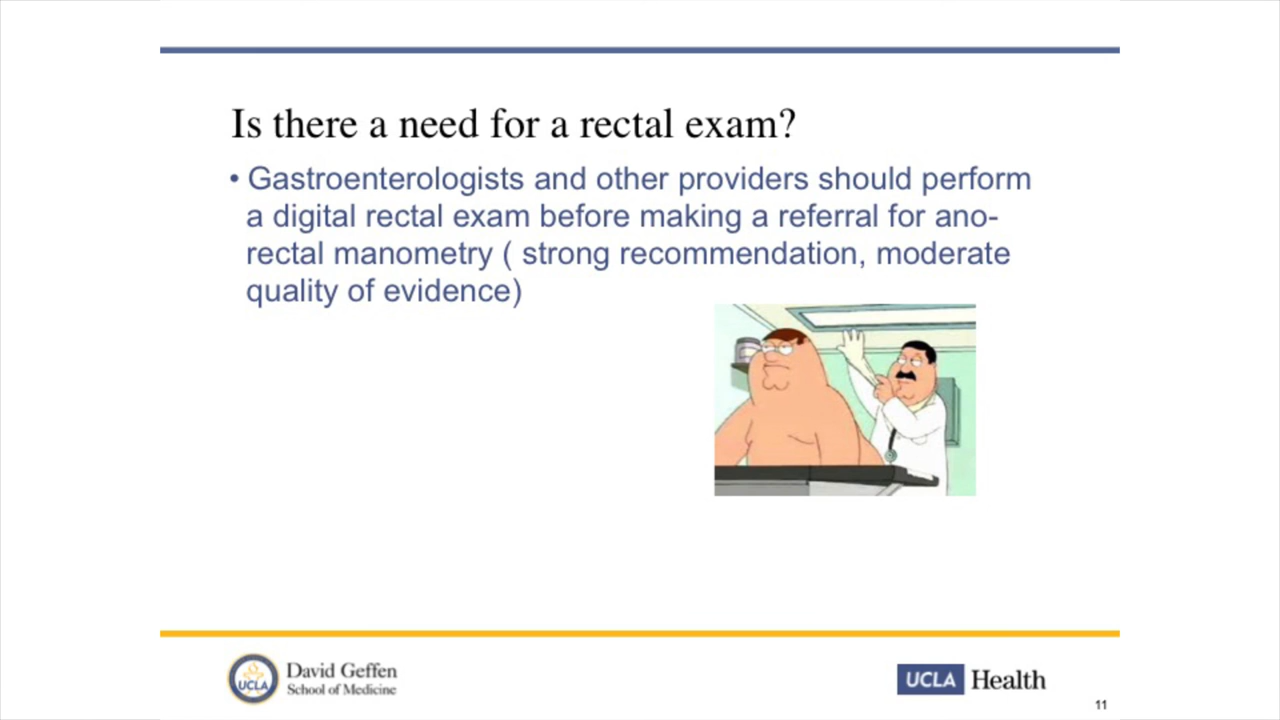 Is there a need for a rectal exam?
• Gastroenterologists and other providers should perform
a digital rectal exam before making a referral for ano-
rectal manometry ( strong recommendation, moderate
quality of evidence)
UCLA
David Geffen
School of Medicine
UCLA Health
11